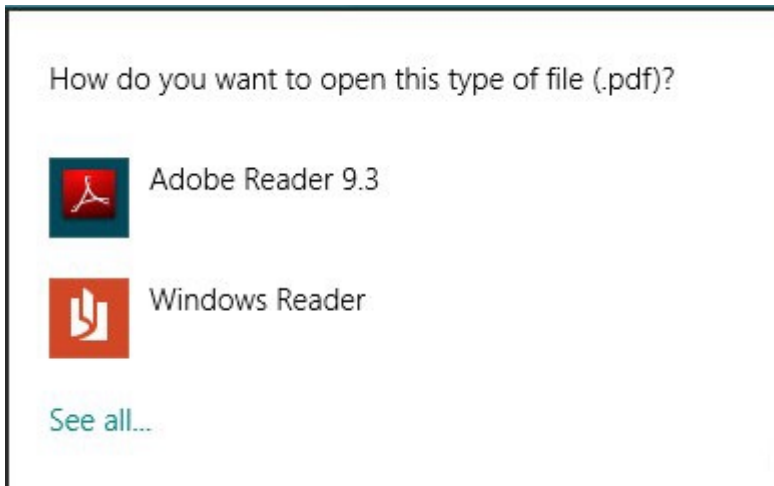 How do you want to open this type of file (.pdf)?
Adobe Reader 9.3
Windows Reader
See all...